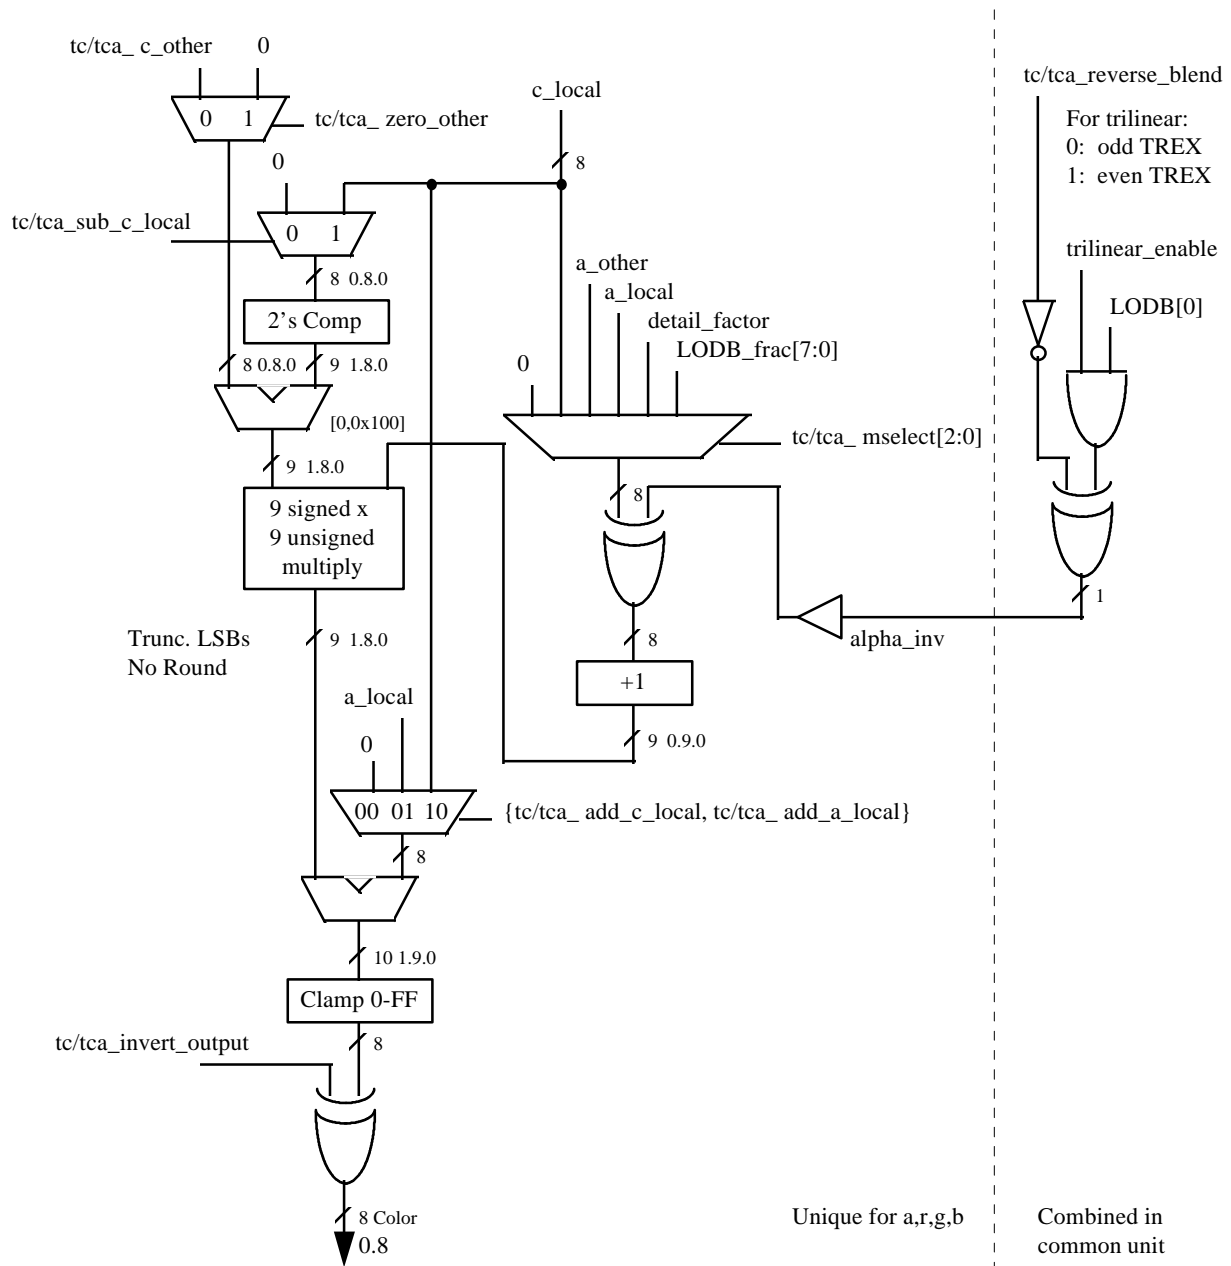 tc/tca_ c_other
0
tc/tca_reverse_blend
c_local
0 1
tc/tca_ zero_other
For trilinear:
0: odd TREX
1: even TREX
0
8
tc/tca_sub_c_local
0 1
trilinear_enable
a_other
8 0.8.0
a_local
LODB[0]
2's Comp
detail_factor
LODB_frac[7:0]
8 0.8.0
9 1.8.0
0
[0,0x100]
tc/tca_ mselect[2:0]
9 1.8.0
8
9 signed x
9 unsigned
multiply
1
Trunc. LSBs
No Round
9 1.8.0
8
alpha_inv
+1
a_local
0
9 0.9.0
00 01 10
{tc/tca_ add_c_local, tc/tca_ add_a_local}
8
10 1.9.0
Clamp 0-FF
tc/tca_invert_output
8
8 Color
0.8
Unique for a,r,g,b
Combined in
common unit